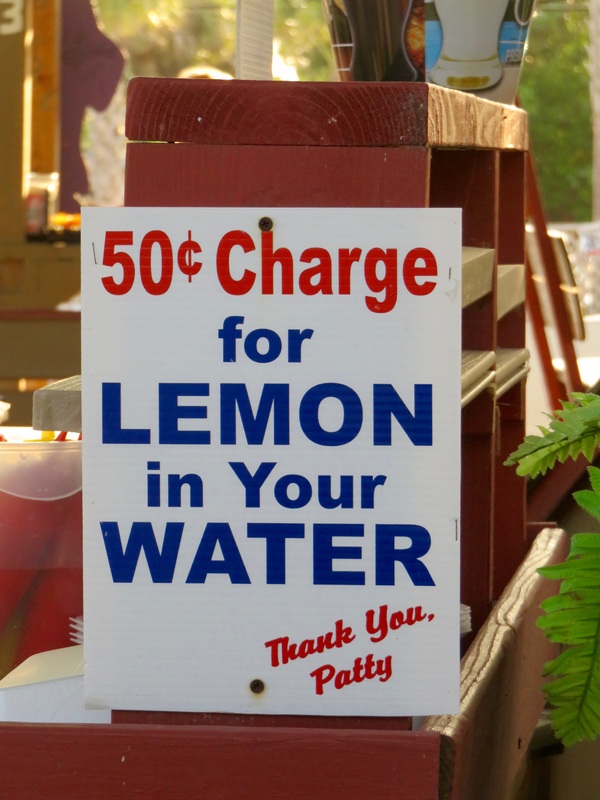 50¢ Charge
for
LEMON
in Your
WATER
Thank You,
Patty